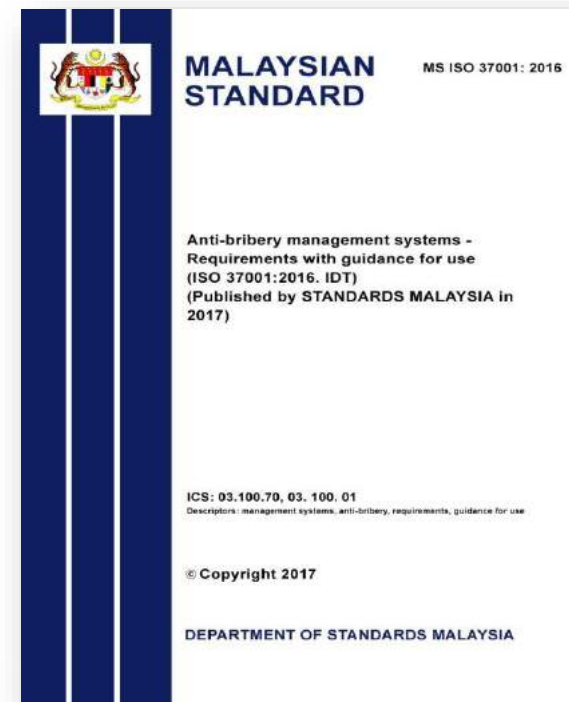 MALAYSIAN
STANDARD
MS ISO 37001: 2016
Anti-bribery management systems -
Requirements with guidance for use
(ISO 37001:2016. IDT)
(Published by STANDARDS MALAYSIA in
2017)
ICS: 03.100.70, 03. 100. 01
Descriptors: management systems, anti-bribery, requirements, guidance for use
© Copyright 2017
DEPARTMENT OF STANDARDS MALAYSIA